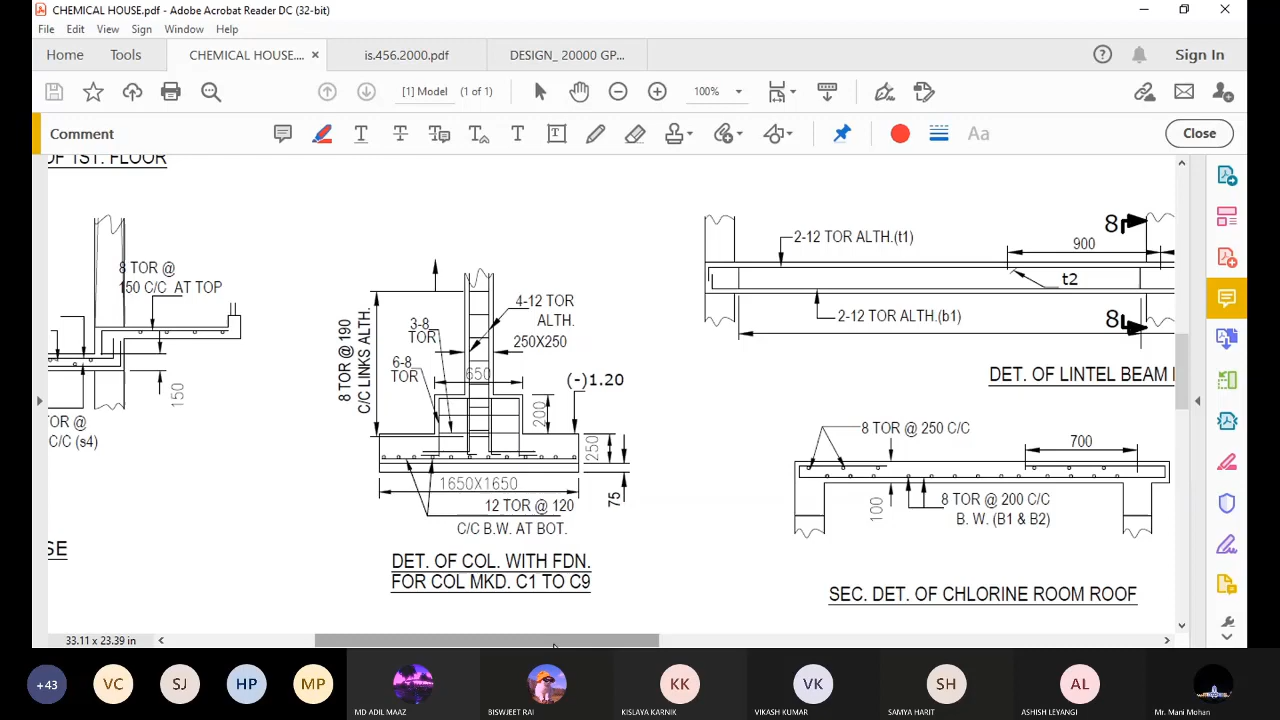 CHEMICAL HOUSE.pdf - Adobe Acrobat Reader DC (32-bit)
File Edit View Sign Window Help
Home Tools CHEMICAL HOUSE.... × is.456.2000.pdf DESIGN_ 20000 GP... Sign In
[1] Model (1 of 1) 100%
Comment Aa Close
OF 1ST. FLOOR
8 TOR @
150 C/C AT TOP
150
OR @
C/C (s4)
SE
8 TOR @ 190
C/C LINKS ALTH.
3-8
TOR
6-8
TOR
4-12 TOR
ALTH.
250X250
650
(-)1.20
200
250
75
1650X1650
12 TOR @ 120
C/C B.W. AT BOT.
DET. OF COL. WITH FDN.
FOR COL MKD. C1 TO C9
2-12 TOR ALTH.(t1)
8
900
t2
2-12 TOR ALTH.(b1)
8
DET. OF LINTEL BEAM
8 TOR @ 250 C/C
700
100
8 TOR @ 200 C/C
B. W. (B1 & B2)
SEC. DET. OF CHLORINE ROOM ROOF
33.11 x 23.39 in
+43 VC SJ HP MP KK VK SH AL
MD ADIL MAAZ BISWJEET RAI KISLAYA KARNIK VIKASH KUMAR SAMYA HARIT ASHISH LEYANGI Mr. Mani Mohan